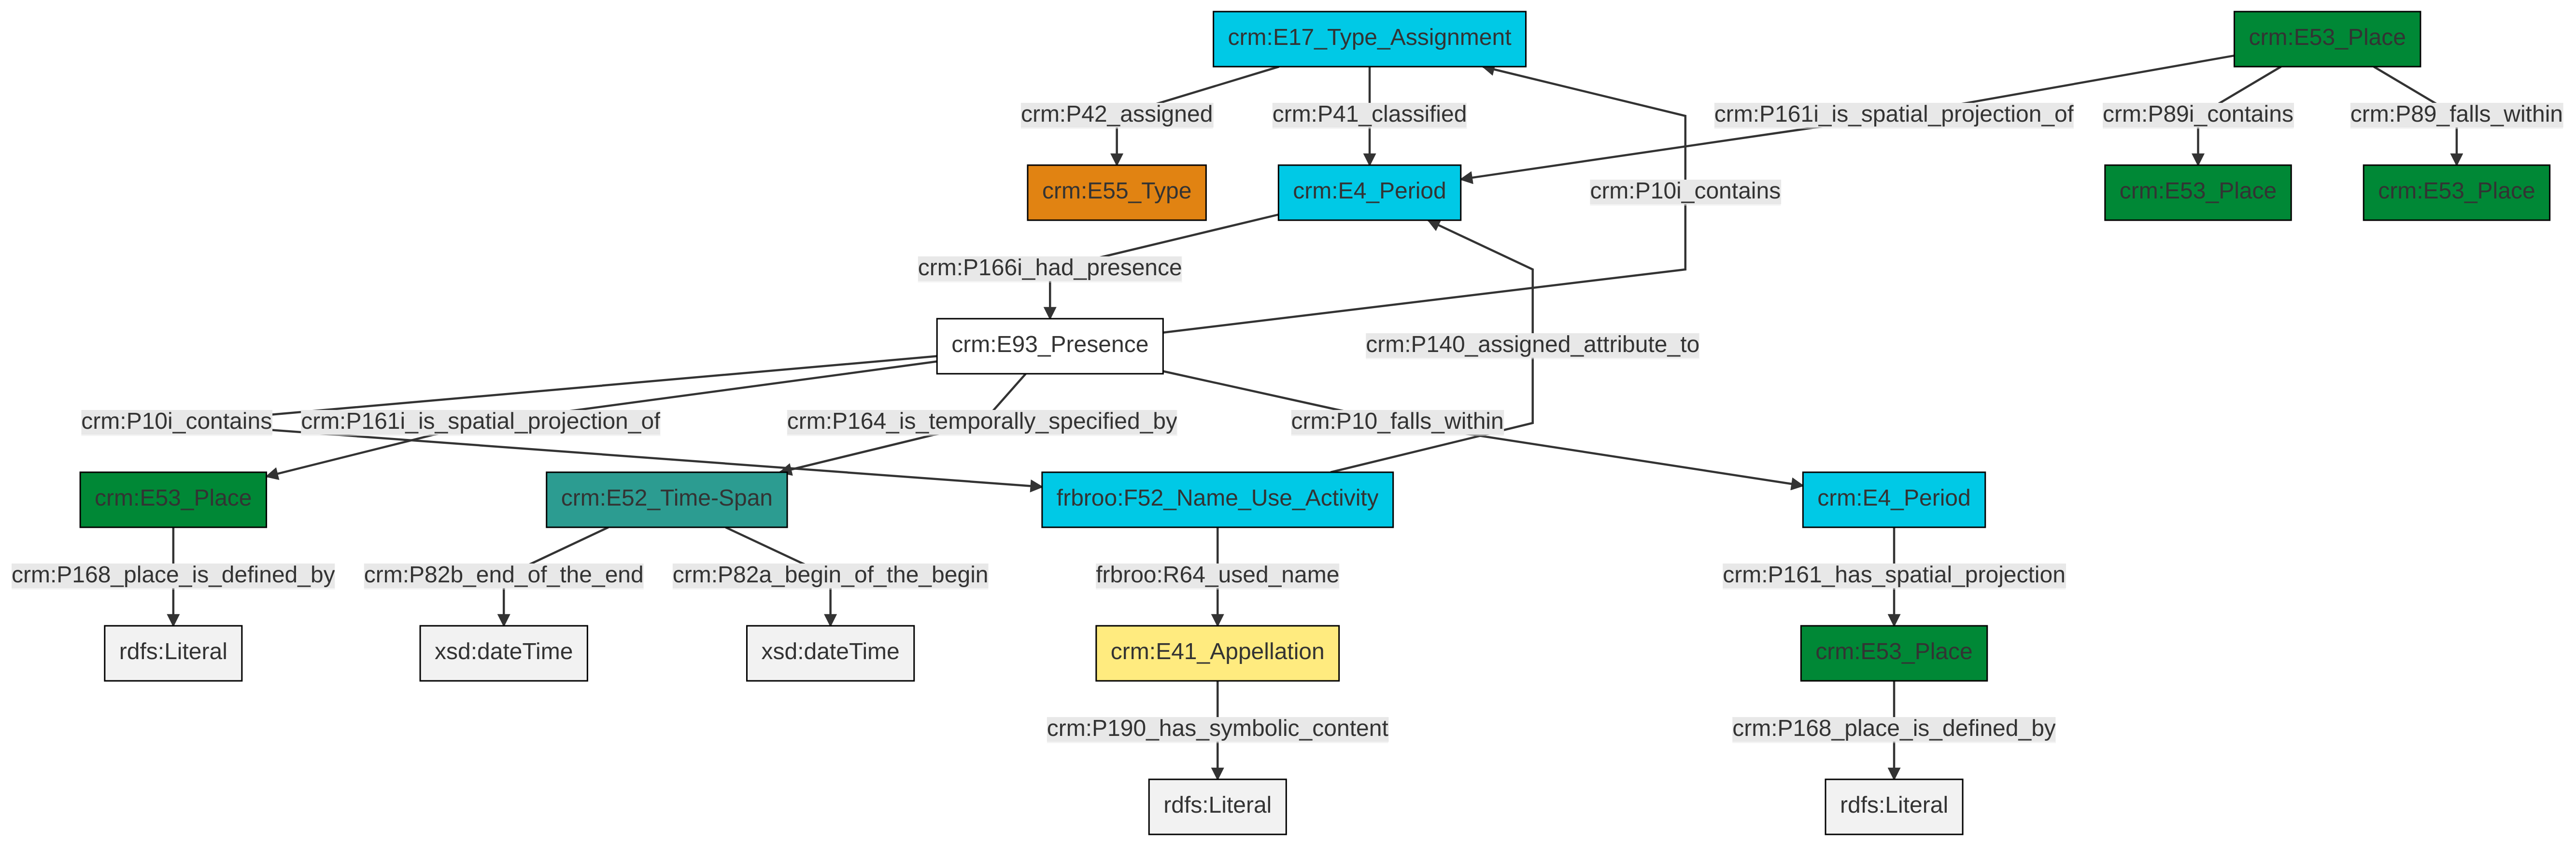 crm:E17_Type_Assignment
crm:E53_Place
crm:P42_assigned
crm:P41_classified
crm:P161i_is_spatial_projection_of
crm:P89i_contains
crm:P89_falls_within
crm:E55_Type
crm:E4_Period
crm:P10i_contains
crm:E53_Place
crm:E53_Place
crm:P166i_had_presence
crm:E93_Presence
crm:P140_assigned_attribute_to
crm:P10i_contains
crm:P161i_is_spatial_projection_of
crm:P164_is_temporally_specified_by
crm:P10_falls_within
crm:E53_Place
crm:E52_Time-Span
frbroo:F52_Name_Use_Activity
crm:E4_Period
crm:P168_place_is_defined_by
crm:P82b_end_of_the_end
crm:P82a_begin_of_the_begin
frbroo:R64_used_name
crm:P161_has_spatial_projection
rdfs:Literal
xsd:dateTime
xsd:dateTime
crm:E41_Appellation
crm:E53_Place
crm:P190_has_symbolic_content
crm:P168_place_is_defined_by
rdfs:Literal
rdfs:Literal